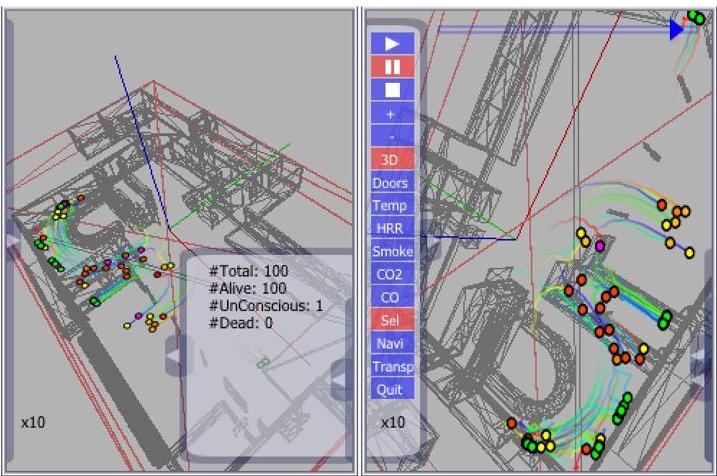 #Total: 100
#Alive: 100
#UnConscious: 1
#Dead: 0
x10
+
-
3D
Doors
Temp
HRR
Smoke
CO2
CO
Sel
Navi
Transp
Quit
x10